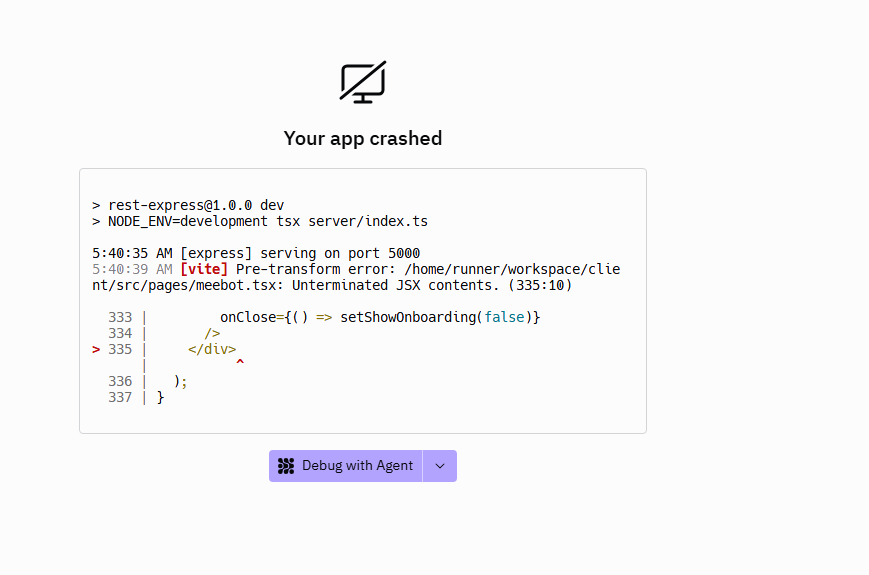 Your app crashed
> rest-express@1.0.0 dev
> NODE_ENV=development tsx server/index.ts
5:40:35 AM [express] serving on port 5000
5:40:39 AM [vite] Pre-transform error: /home/runner/workspace/clie
nt/src/pages/meebot.tsx: Unterminated JSX contents. (335:10)
  333 |         onClose={() => setShowOnboarding(false)}
  334 |       />
> 335 |     </div>
      |           ^
  336 |   );
  337 | }
Debug with Agent